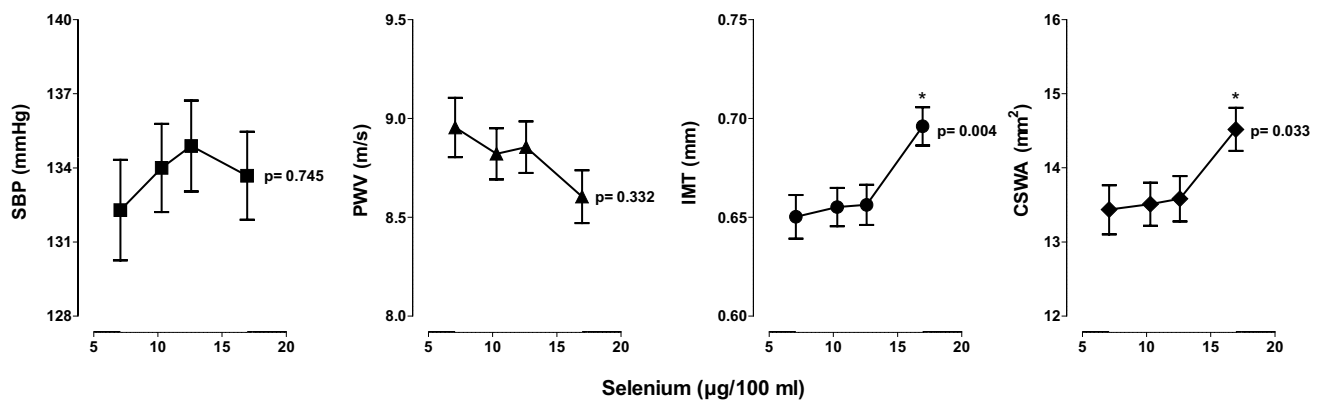 SBP (mmHg)
140
137
134
131
128
p= 0.745
5 10 15 20
PWV (m/s)
9.5
9.0
8.5
8.0
p= 0.332
5 10 15 20
IMT (mm)
0.75
0.70
0.65
0.60
*
p= 0.004
5 10 15 20
CSWA (mm²)
16
15
14
13
12
*
p= 0.033
5 10 15 20
Selenium (µg/100 ml)